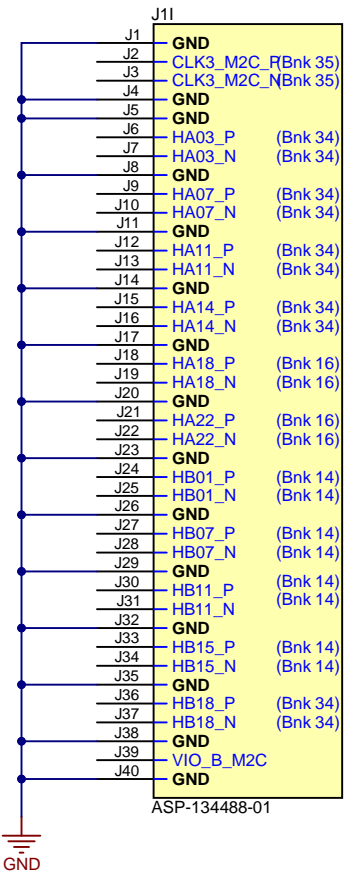 J1I
J1 GND
J2 CLK3_M2C_P (Bnk 35)
J3 CLK3_M2C_N (Bnk 35)
J4 GND
J5 GND
J6 HA03_P (Bnk 34)
J7 HA03_N (Bnk 34)
J8 GND
J9 HA07_P (Bnk 34)
J10 HA07_N (Bnk 34)
J11 GND
J12 HA11_P (Bnk 34)
J13 HA11_N (Bnk 34)
J14 GND
J15 HA14_P (Bnk 34)
J16 HA14_N (Bnk 34)
J17 GND
J18 HA18_P (Bnk 16)
J19 HA18_N (Bnk 16)
J20 GND
J21 HA22_P (Bnk 16)
J22 HA22_N (Bnk 16)
J23 GND
J24 HB01_P (Bnk 14)
J25 HB01_N (Bnk 14)
J26 GND
J27 HB07_P (Bnk 14)
J28 HB07_N (Bnk 14)
J29 GND
J30 HB11_P (Bnk 14)
J31 HB11_N (Bnk 14)
J32 GND
J33 HB15_P (Bnk 14)
J34 HB15_N (Bnk 14)
J35 GND
J36 HB18_P (Bnk 34)
J37 HB18_N (Bnk 34)
J38 GND
J39 VIO_B_M2C
J40 GND
ASP-134488-01
GND